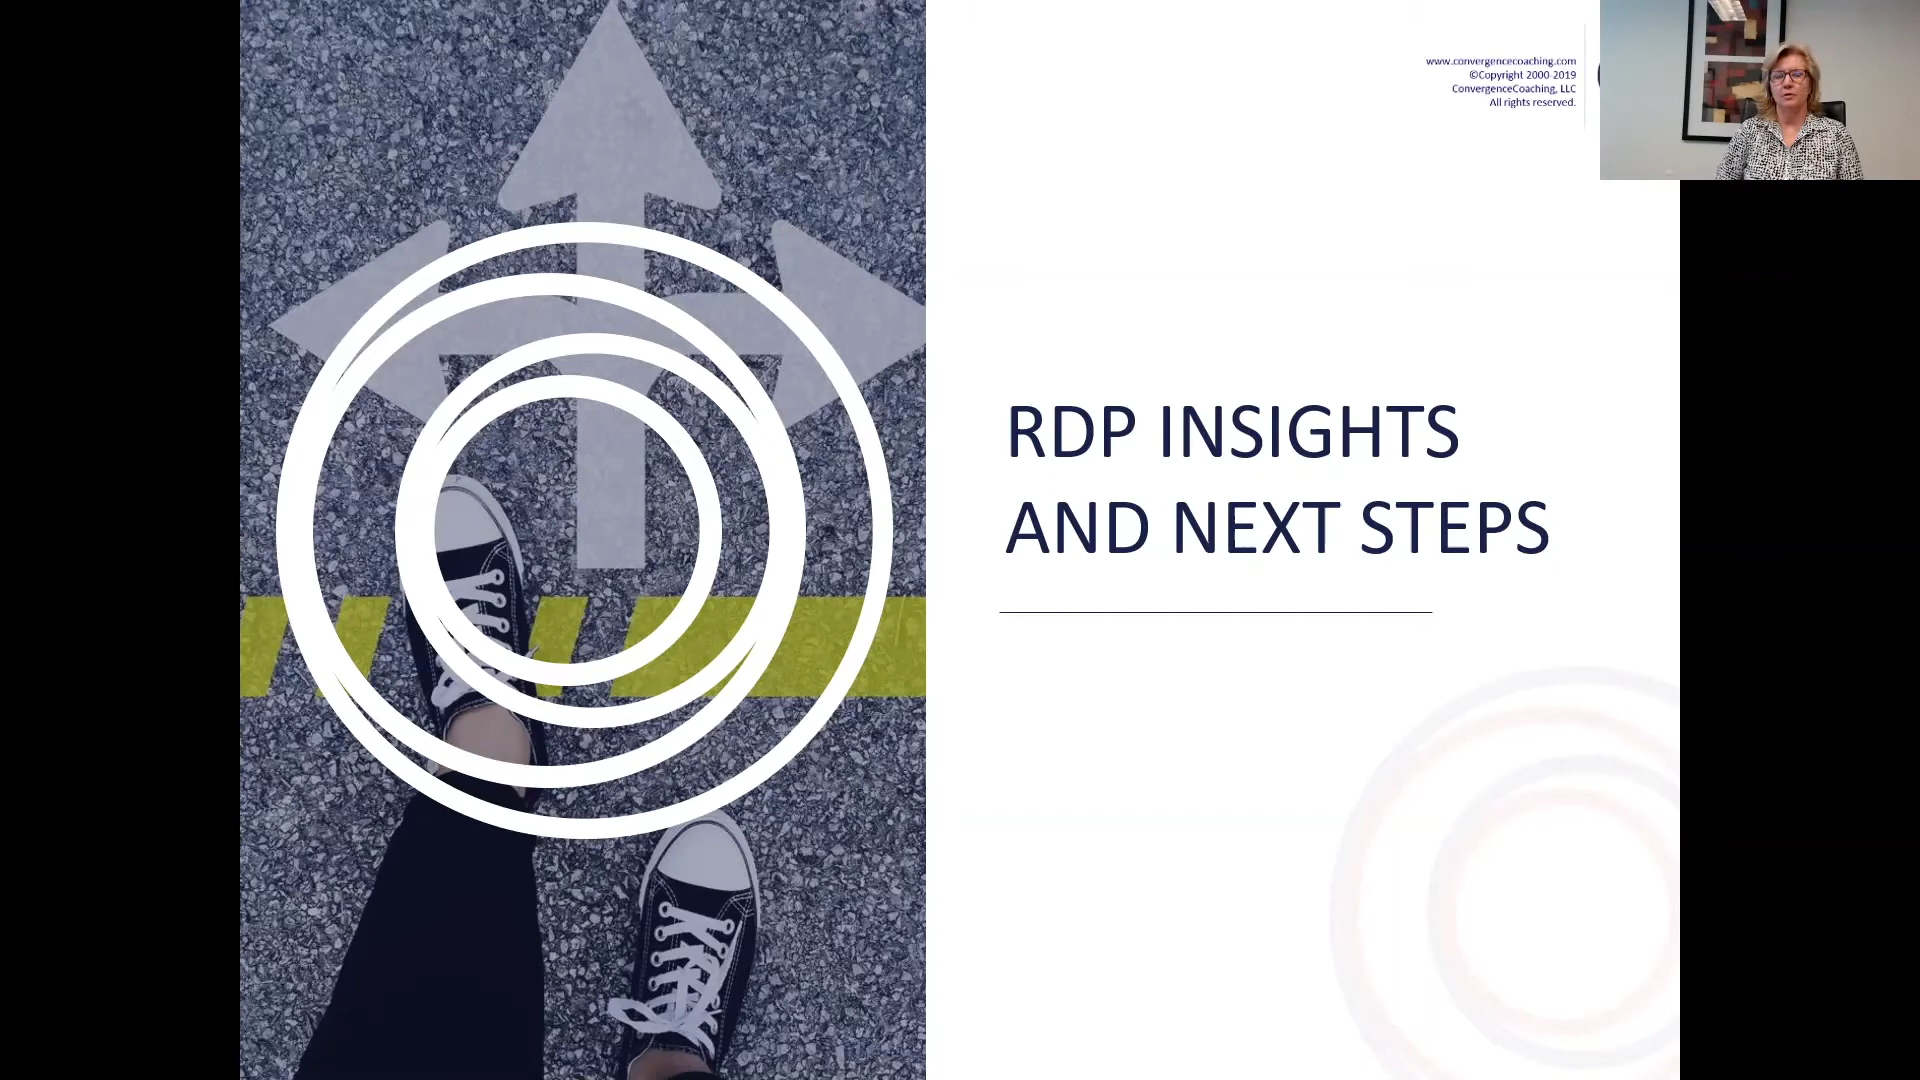 www.convergencecoaching.com
©Copyright 2000-2019
ConvergenceCoaching, LLC
All rights reserved.
RDP INSIGHTS
AND NEXT STEPS